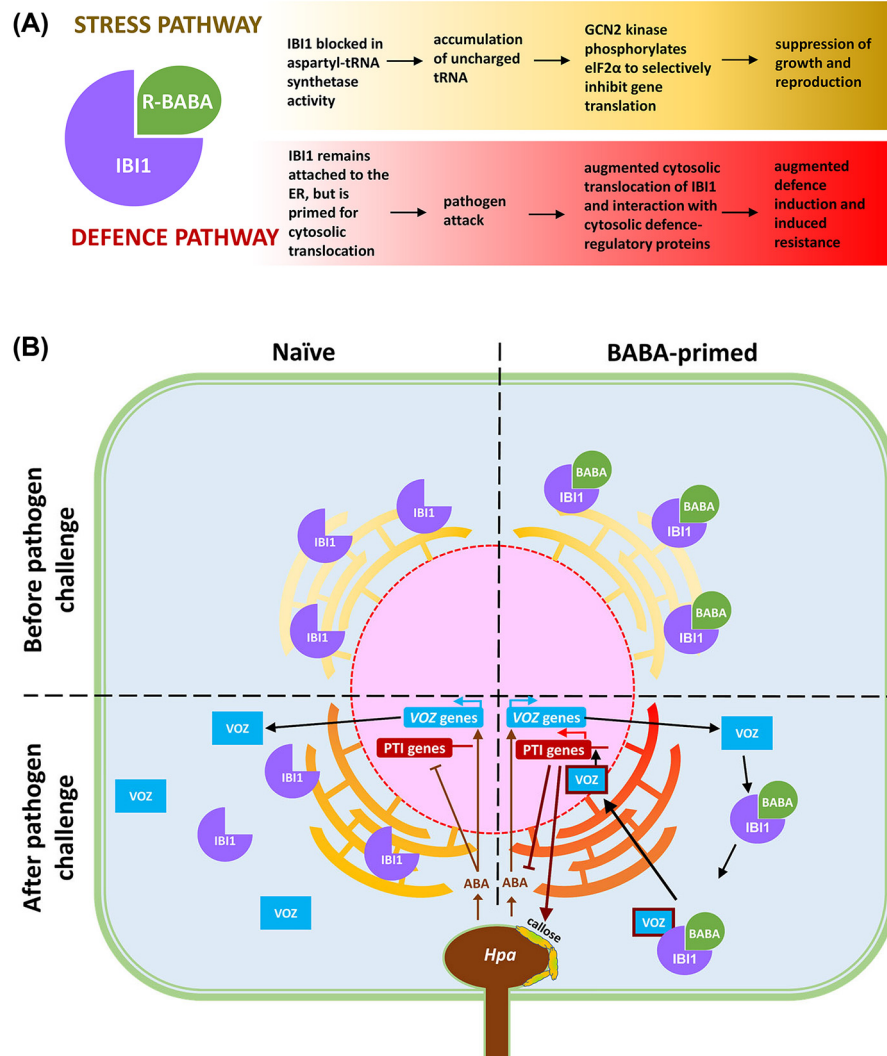 (A)
STRESS PATHWAY
R-BABA
IBI1
DEFENCE PATHWAY
IBI1 blocked in
aspartyl-tRNA
synthetase
activity
accumulation
of uncharged
tRNA
GCN2 kinase
phosphorylates
eIF2α to selectively
inhibit gene
translation
suppression of
growth and
reproduction
IBI1 remains
attached to the
ER, but is
primed for
cytosolic
translocation
pathogen
attack
augmented cytosolic
translocation of IBI1
and interaction with
cytosolic defence-
regulatory proteins
augmented
defence
induction and
induced
resistance
(B)
Naïve
BABA-primed
Before pathogen
challenge
IBI1
IBI1
IBI1
BABA
IBI1
BABA
IBI1
BABA
IBI1
After pathogen
challenge
VOZ
VOZ genes
VOZ genes
VOZ
PTI genes
PTI genes
VOZ
IBI1
VOZ
IBI1
BABA
IBI1
IBI1
ABA
ABA
VOZ
callose
VOZ
BABA
IBI1
Hpa